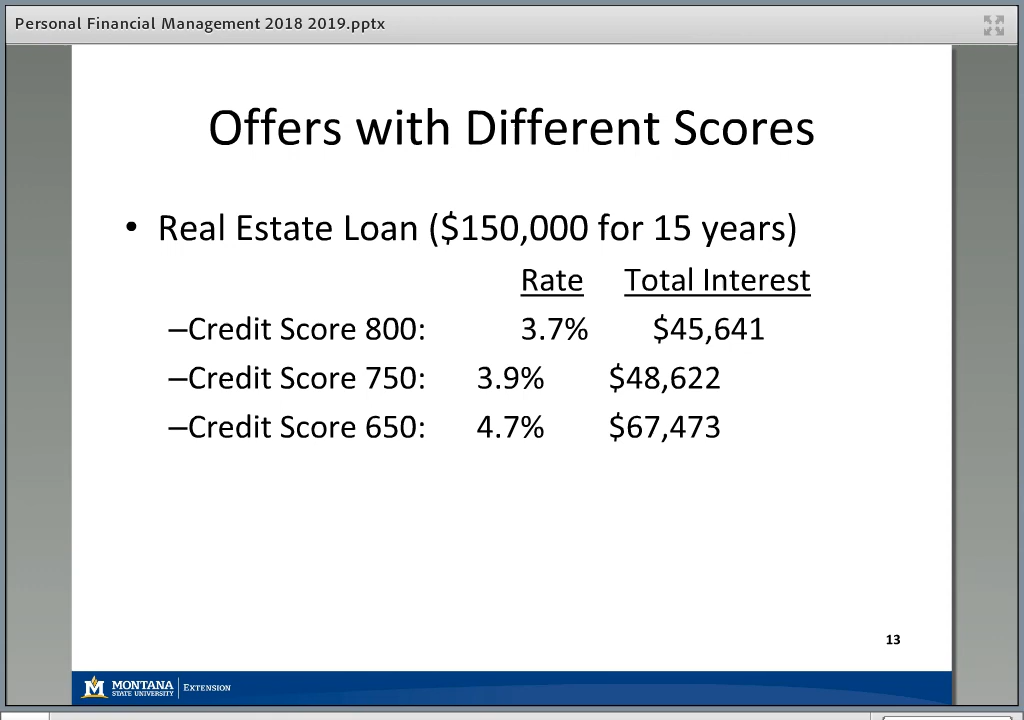 Personal Financial Management 2018 2019.pptx
Offers with Different Scores
• Real Estate Loan ($150,000 for 15 years)
Rate Total Interest
–Credit Score 800: 3.7% $45,641
–Credit Score 750: 3.9% $48,622
–Credit Score 650: 4.7% $67,473
13
MONTANA
STATE UNIVERSITY
EXTENSION